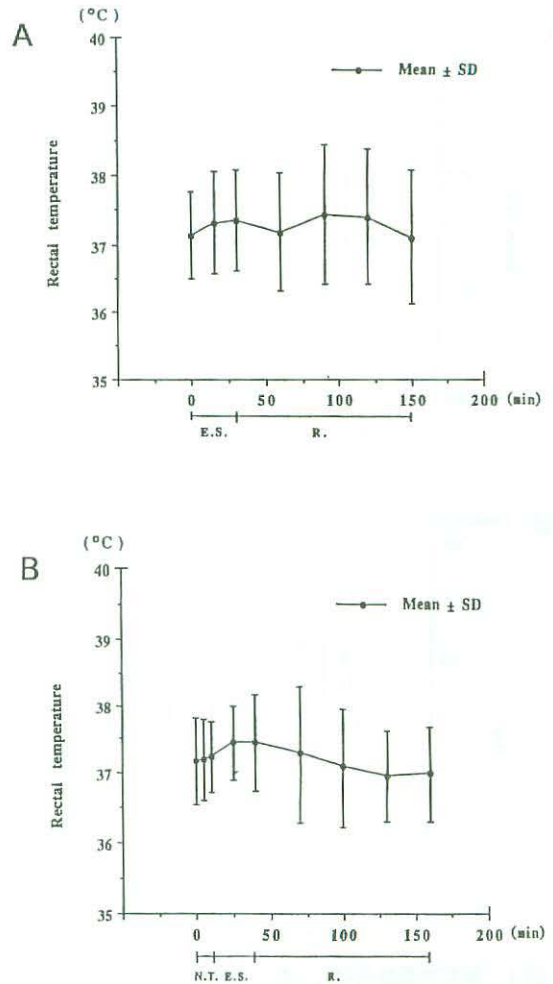 A
(°C)
40
39
38
37
36
35
Rectal temperature
Mean ± SD
0 50 100 150 200 (min)
E.S. R.
B
(°C)
40
39
38
37
36
35
Rectal temperature
Mean ± SD
0 50 100 150 200 (min)
N.T. E.S. R.